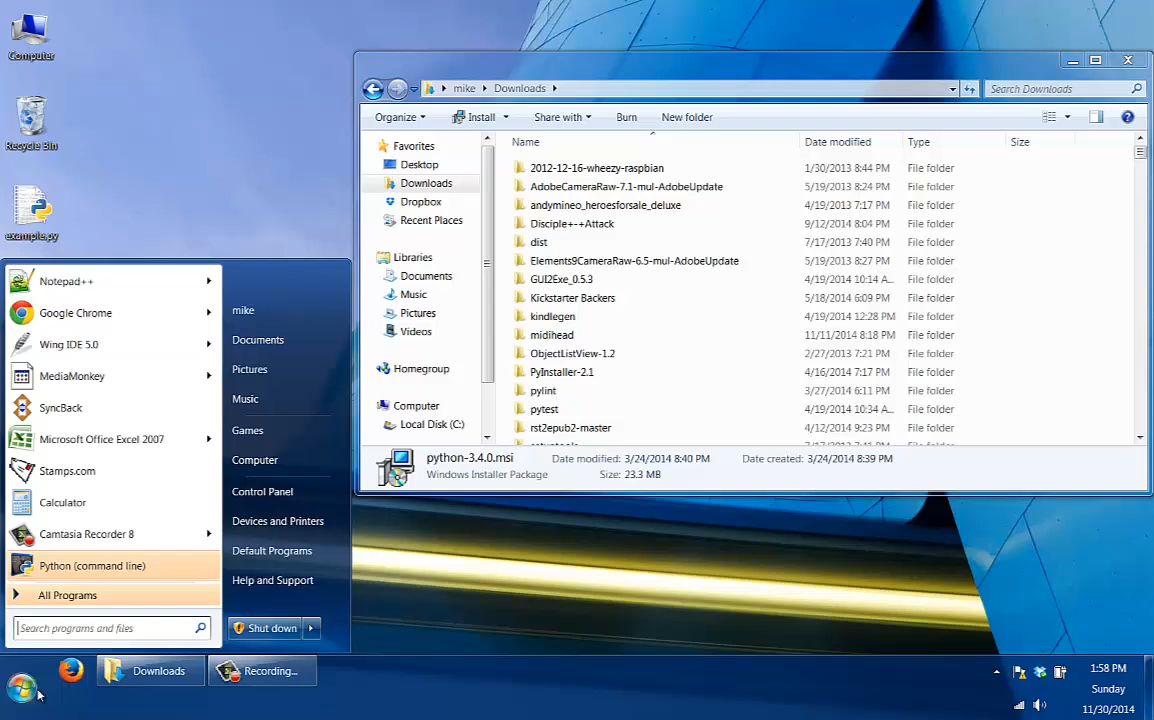 Computer
Recycle Bin
example.py
mike Downloads Search Downloads
Organize Install Share with Burn New folder
Favorites
Desktop
Downloads
Dropbox
Recent Places
Libraries
Documents
Music
Pictures
Videos
Homegroup
Computer
Local Disk (C:)
Name Date modified Type Size
2012-12-16-wheezy-raspbian 1/30/2013 8:44 PM File folder
AdobeCameraRaw-7.1-mul-AdobeUpdate 5/19/2013 8:24 PM File folder
andymineo_heroesforsale_deluxe 4/19/2013 7:17 PM File folder
Disciple+-+Attack 9/12/2014 8:04 PM File folder
dist 7/17/2013 7:40 PM File folder
Elements9CameraRaw-6.5-mul-AdobeUpdate 5/19/2013 8:27 PM File folder
GUI2Exe_0.5.3 4/19/2014 10:14 A... File folder
Kickstarter Backers 5/18/2014 6:09 PM File folder
kindlegen 4/19/2014 12:28 PM File folder
midihead 11/11/2014 8:18 PM File folder
ObjectListView-1.2 2/27/2013 7:21 PM File folder
PyInstaller-2.1 4/16/2014 7:17 PM File folder
pylint 3/27/2014 6:11 PM File folder
pytest 4/19/2014 10:34 A... File folder
rst2epub2-master 4/12/2014 9:23 PM File folder
python-3.4.0.msi Date modified: 3/24/2014 8:40 PM Date created: 3/24/2014 8:39 PM
Windows Installer Package Size: 23.3 MB
Notepad++
Google Chrome
Wing IDE 5.0
MediaMonkey
SyncBack
Microsoft Office Excel 2007
Stamps.com
Calculator
Camtasia Recorder 8
Python (command line)
All Programs
Search programs and files
mike
Documents
Pictures
Music
Games
Computer
Control Panel
Devices and Printers
Default Programs
Help and Support
Shut down
Downloads
Recording...
1:58 PM
Sunday
11/30/2014